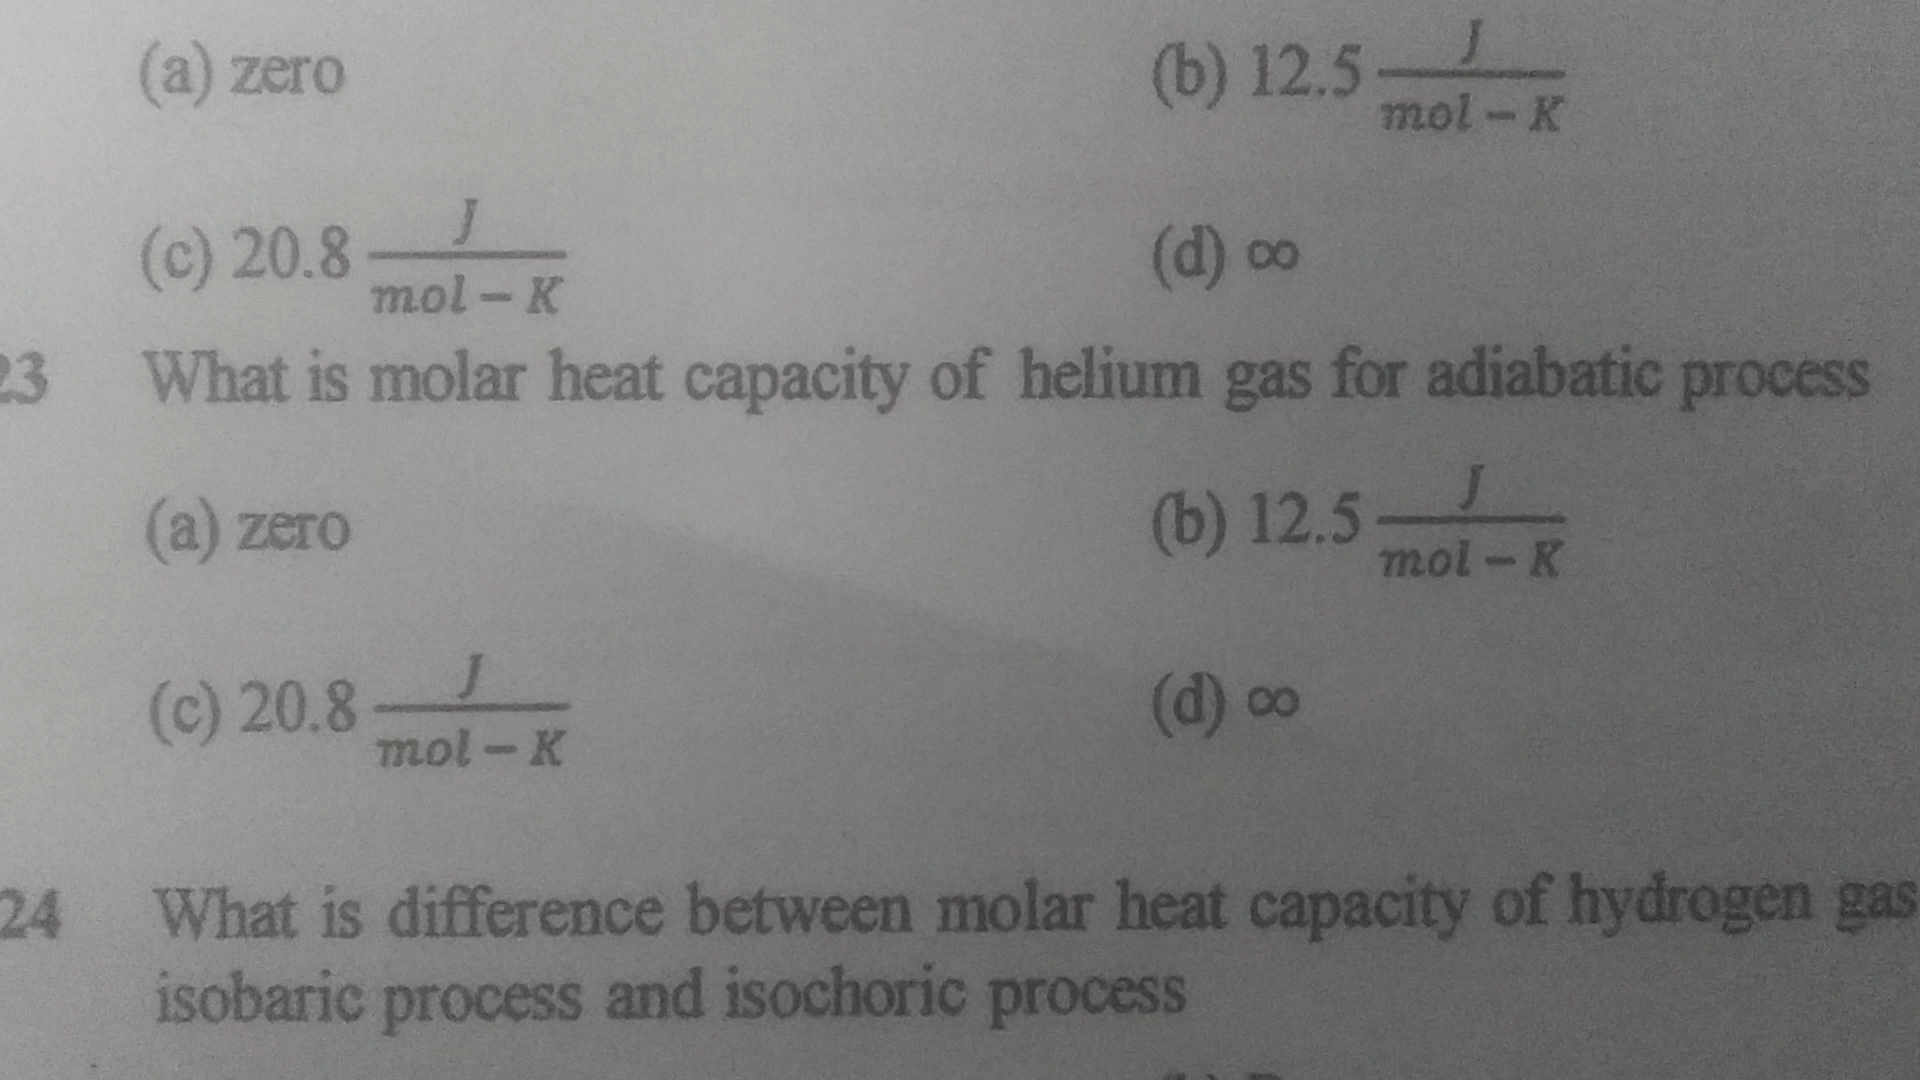 (a) zero (b) 12.5 J/mol – K
(c) 20.8 J/mol – K (d) ∞
23 What is molar heat capacity of helium gas for adiabatic process
(a) zero (b) 12.5 J/mol – K
(c) 20.8 J/mol – K (d) ∞
24 What is difference between molar heat capacity of hydrogen gas
isobaric process and isochoric process